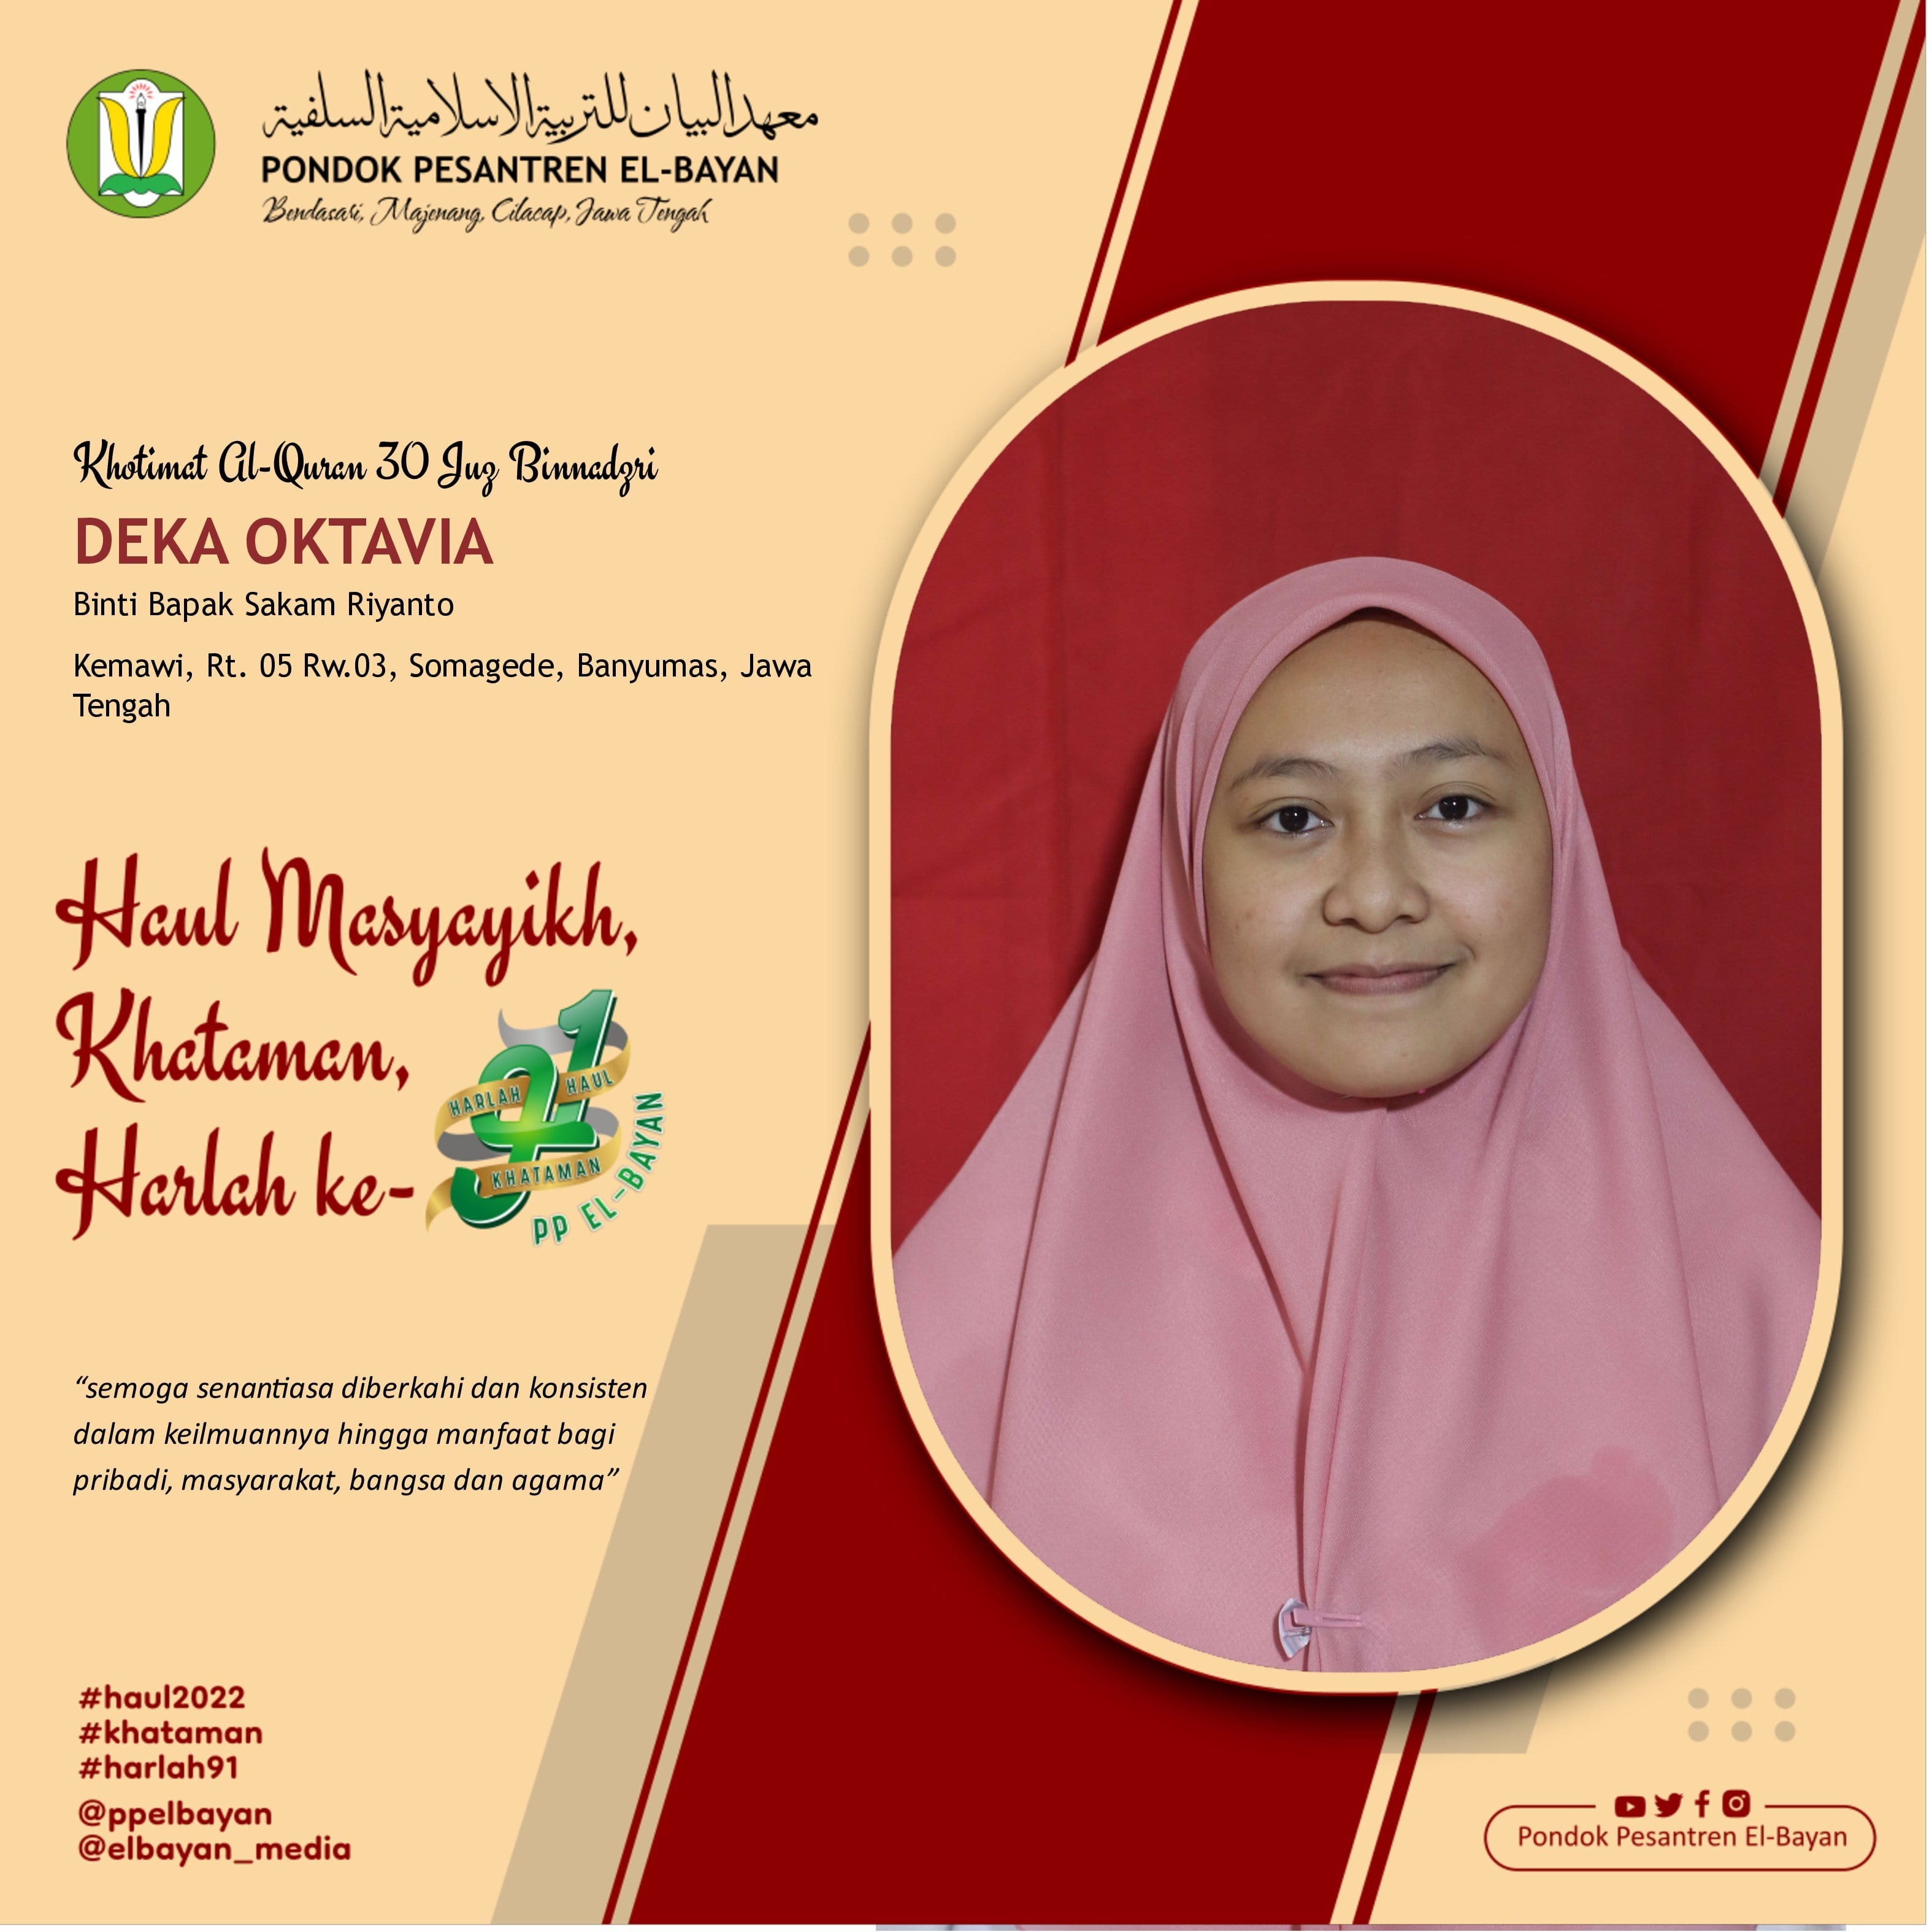 معهد البيان للتربية الاسلامية السلفية
PONDOK PESANTREN EL-BAYAN
Bendasari, Majenang, Cilacap, Jawa Tengah
Khotimat Al-Quran 30 Juz Binnadzri
DEKA OKTAVIA
Binti Bapak Sakam Riyanto
Kemawi, Rt. 05 Rw.03, Somagede, Banyumas, Jawa
Tengah
Haul Masyayikh,
Khataman,
Harlah ke-
91
HARLAH HAUL
KHATAMAN
PP EL-BAYAN
“semoga senantiasa diberkahi dan konsisten
dalam keilmuannya hingga manfaat bagi
pribadi, masyarakat, bangsa dan agama”
#haul2022
#khataman
#harlah91
@ppelbayan
@elbayan_media
Pondok Pesantren El-Bayan